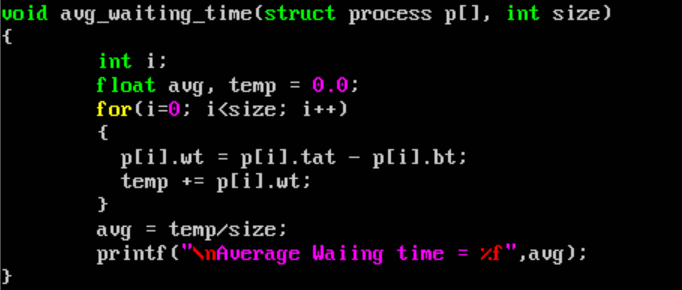 void avg_waiting_time(struct process p[], int size)
{
int i;
float avg, temp = 0.0;
for(i=0; i<size; i++)
{
p[i].wt = p[i].tat - p[i].bt;
temp += p[i].wt;
}
avg = temp/size;
printf("\nAverage Waiing time = %f",avg);
}